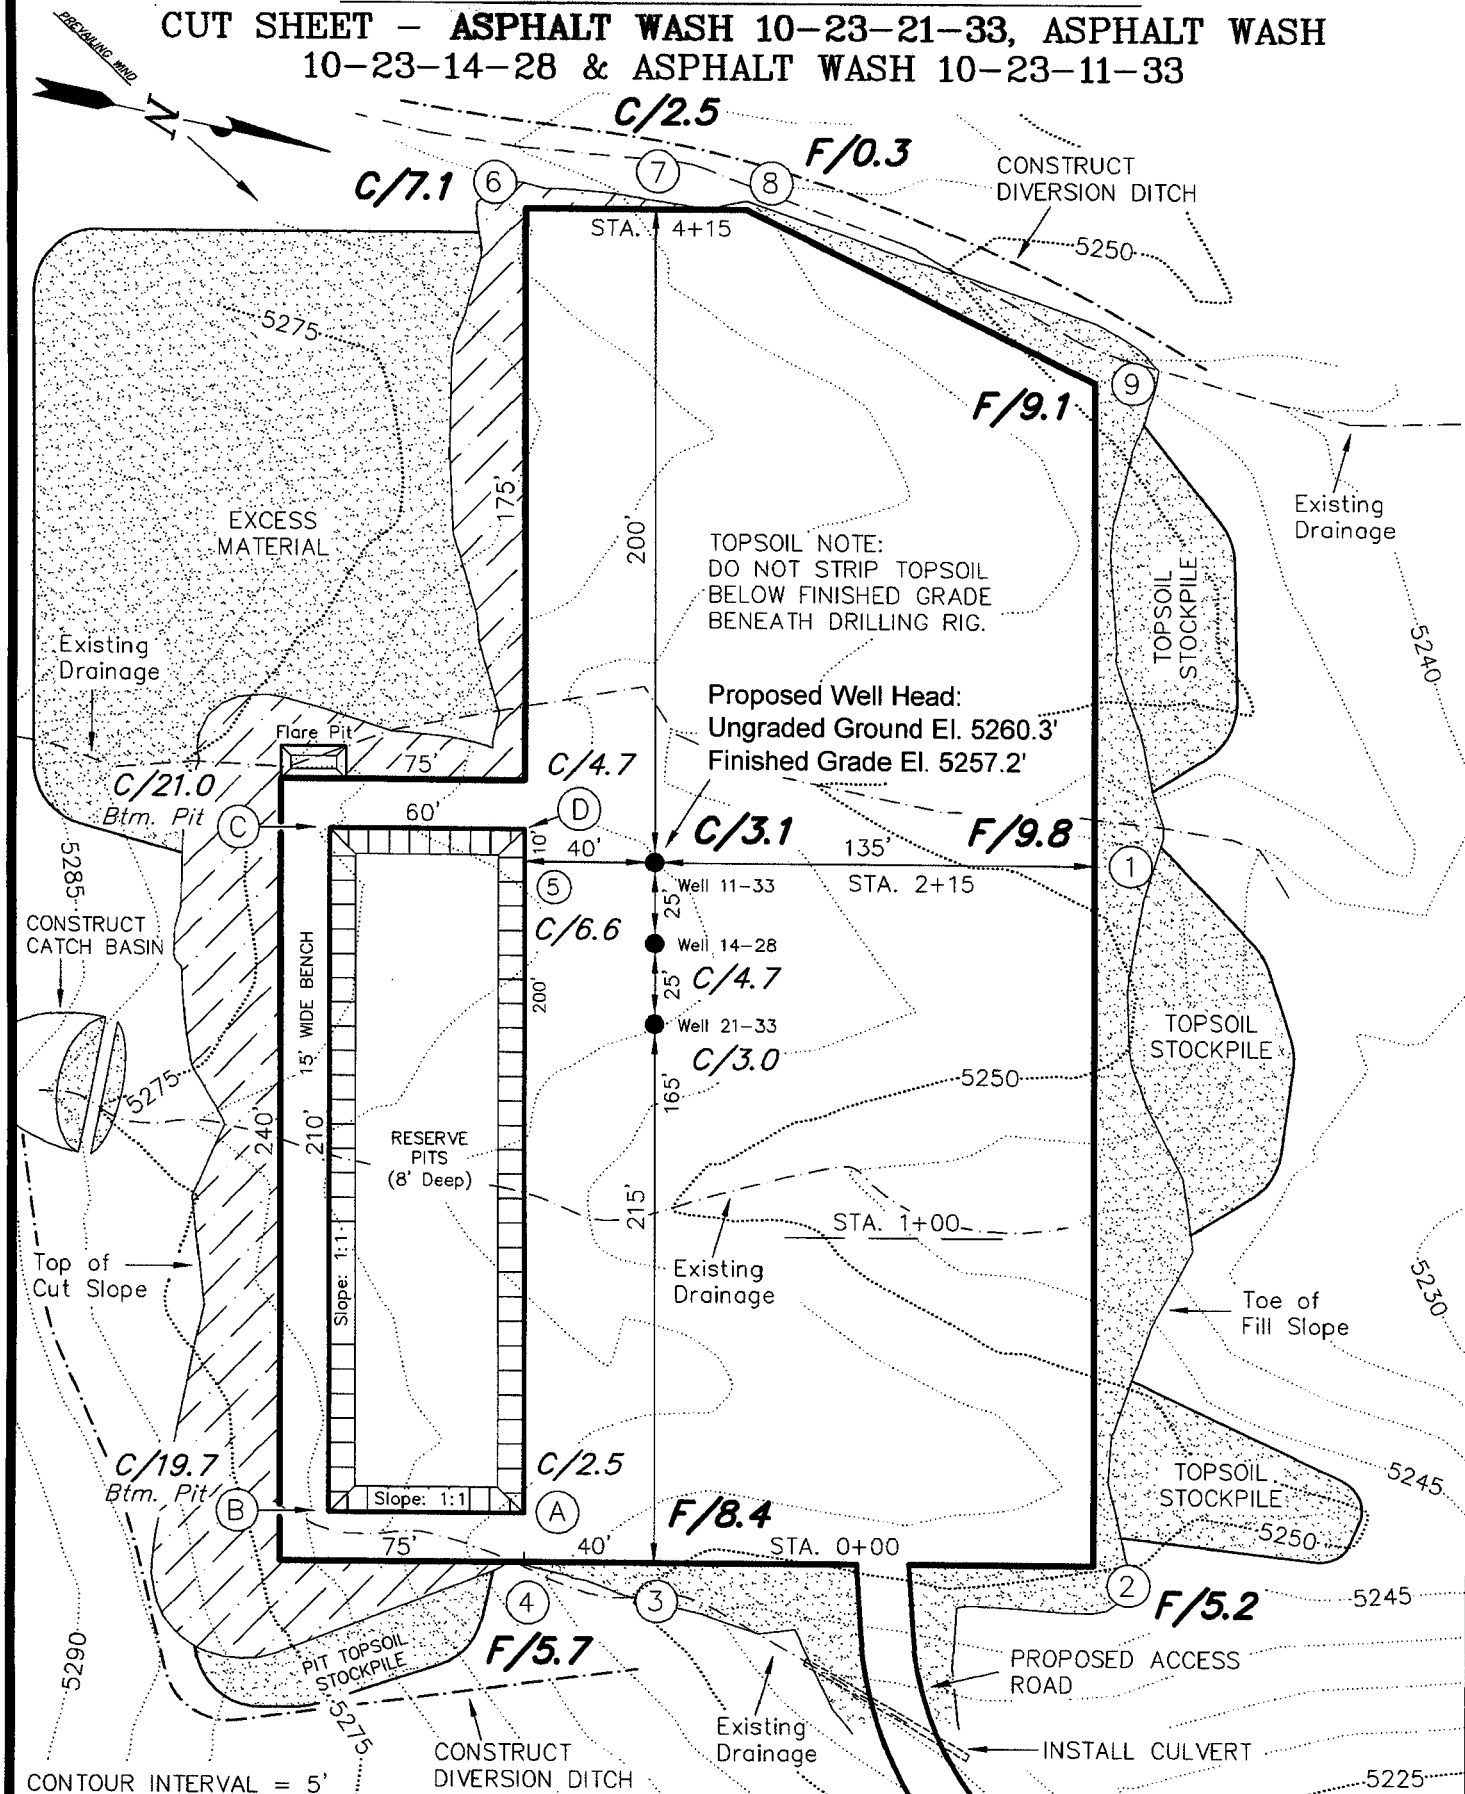 CUT SHEET – ASPHALT WASH 10–23–21–33, ASPHALT WASH
10–23–14–28 & ASPHALT WASH 10–23–11–33
PREVAILING WIND
N
C/2.5
F/0.3
C/7.1
6
7
8
CONSTRUCT
DIVERSION DITCH
STA. 4+15
5250
5275
9
F/9.1
175'
200'
EXCESS
MATERIAL
Existing
Drainage
TOPSOIL NOTE:
DO NOT STRIP TOPSOIL
BELOW FINISHED GRADE
BENEATH DRILLING RIG.
TOPSOIL
STOCKPILE
5240
Existing
Drainage
Proposed Well Head:
Ungraded Ground El. 5260.3'
Finished Grade El. 5257.2'
Flare Pit
75'
C/4.7
C/21.0
Btm. Pit
C
60'
D
10'
40'
C/3.1
135'
F/9.8
STA. 2+15
1
5
C/6.6
Well 11–33
25'
Well 14–28
C/4.7
25'
Well 21–33
C/3.0
165'
5285
CONSTRUCT
CATCH BASIN
15' WIDE BENCH
200'
TOPSOIL
STOCKPILE
5275
5250
240'
210'
RESERVE
PITS
(8' Deep)
215'
STA. 1+00
Top of
Cut Slope
Slope: 1:1
Existing
Drainage
Toe of
Fill Slope
5230
C/19.7
Btm. Pit
B
C/2.5
Slope: 1:1
A
TOPSOIL
STOCKPILE
5245
5250
75'
40'
F/8.4
STA. 0+00
4
3
2
F/5.2
5245
F/5.7
PIT TOPSOIL
STOCKPILE
5290
5275
PROPOSED ACCESS
ROAD
Existing
Drainage
INSTALL CULVERT
CONSTRUCT
DIVERSION DITCH
CONTOUR INTERVAL = 5'
5225